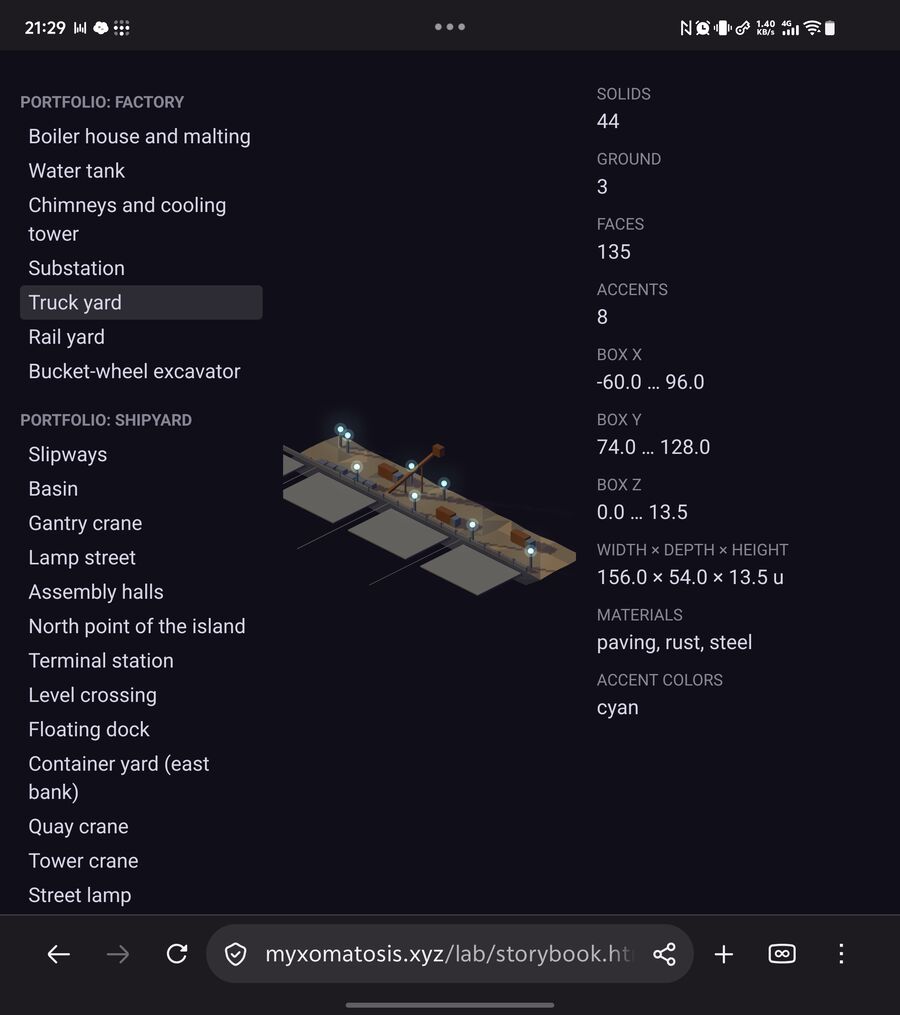 21:29
1.40
KB/s
4G
PORTFOLIO: FACTORY
Boiler house and malting
Water tank
Chimneys and cooling
tower
Substation
Truck yard
Rail yard
Bucket-wheel excavator
PORTFOLIO: SHIPYARD
Slipways
Basin
Gantry crane
Lamp street
Assembly halls
North point of the island
Terminal station
Level crossing
Floating dock
Container yard (east
bank)
Quay crane
Tower crane
Street lamp
SOLIDS
44
GROUND
3
FACES
135
ACCENTS
8
BOX X
-60.0 … 96.0
BOX Y
74.0 … 128.0
BOX Z
0.0 … 13.5
WIDTH × DEPTH × HEIGHT
156.0 × 54.0 × 13.5 u
MATERIALS
paving, rust, steel
ACCENT COLORS
cyan
myxomatosis.xyz/lab/storybook.ht